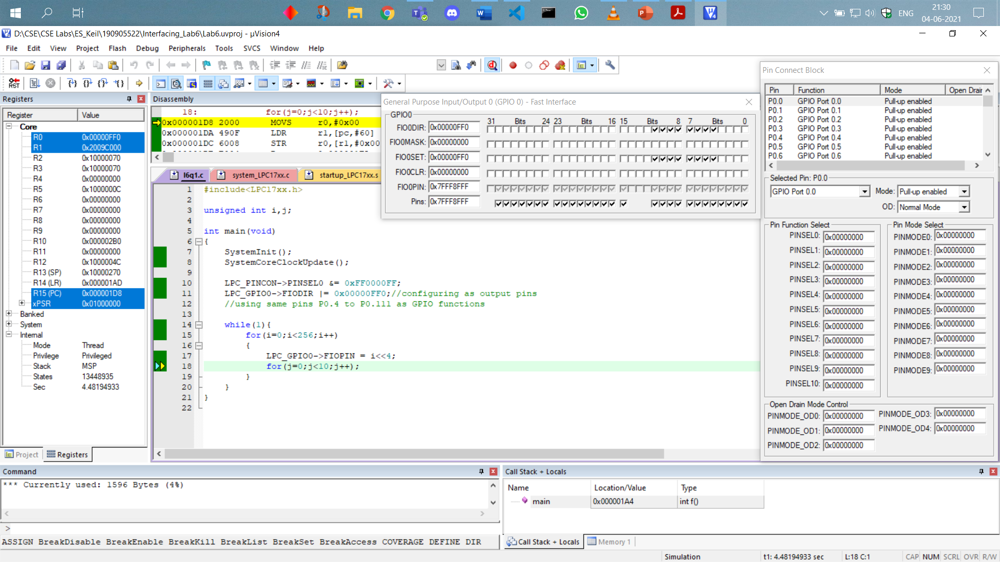 ENG
21:30
04-06-2021
D:\CSE\CSE Labs\ES_Keil\190905522\Interfacing_Lab6\Lab6.uvproj - µVision4
File Edit View Project Flash Debug Peripherals Tools SVCS Window Help
RST
Registers
Register Value
Core
R0 0x00000FF0
R1 0x2009C000
R2 0x10000070
R3 0x10000070
R4 0x00000000
R5 0x1000000C
R6 0x00000000
R7 0x00000000
R8 0x00000000
R9 0x00000000
R10 0x000002B0
R11 0x00000000
R12 0x1000004C
R13 (SP) 0x10000270
R14 (LR) 0x000001AD
R15 (PC) 0x000001D8
xPSR 0x01000000
Banked
System
Internal
Mode Thread
Privilege Privileged
Stack MSP
States 13448935
Sec 4.48194933
Project Registers
Disassembly
18: for(j=0;j<10;j++);
0x000001D8 2000 MOVS r0,#0x00
0x000001DA 490F LDR r1,[pc,#60]
0x000001DC 6008 STR r0,[r1,#0x00
l6q1.c system_LPC17xx.c startup_LPC17xx.s
1 #include<LPC17xx.h>
2
3 unsigned int i,j;
4
5 int main(void)
6 {
7 SystemInit();
8 SystemCoreClockUpdate();
9
10 LPC_PINCON->PINSEL0 &= 0xFF0000FF;
11 LPC_GPIO0->FIODIR |= 0x00000FF0;//configuring as output pins
12 //using same pins P0.4 to P0.111 as GPIO functions
13
14 while(1){
15 for(i=0;i<256;i++)
16 {
17 LPC_GPIO0->FIOPIN = i<<4;
18 for(j=0;j<10;j++);
19 }
20 }
21 }
22
General Purpose Input/Output 0 (GPIO 0) - Fast Interface
GPIO0
31 Bits 24 23 Bits 16 15 Bits 8 7 Bits 0
FIO0DIR: 0x00000FF0
FIO0MASK: 0x00000000
FIO0SET: 0x00000FF0
FIO0CLR: 0x00000000
FIO0PIN: 0x7FFF8FFF
Pins: 0x7FFF8FFF
Pin Connect Block
Pin Function Mode Open Drain
P0.0 GPIO Port 0.0 Pull-up enabled
P0.1 GPIO Port 0.1 Pull-up enabled
P0.2 GPIO Port 0.2 Pull-up enabled
P0.3 GPIO Port 0.3 Pull-up enabled
P0.4 GPIO Port 0.4 Pull-up enabled
P0.5 GPIO Port 0.5 Pull-up enabled
P0.6 GPIO Port 0.6 Pull-up enabled
Selected Pin: P0.0
GPIO Port 0.0 Mode: Pull-up enabled
OD: Normal Mode
Pin Function Select
PINSEL0: 0x00000000
PINSEL1: 0x00000000
PINSEL2: 0x00000000
PINSEL3: 0x00000000
PINSEL4: 0x00000000
PINSEL5: 0x00000000
PINSEL6: 0x00000000
PINSEL7: 0x00000000
PINSEL8: 0x00000000
PINSEL9: 0x00000000
PINSEL10: 0x00000000
Pin Mode Select
PINMODE0: 0x00000000
PINMODE1: 0x00000000
PINMODE2: 0x00000000
PINMODE3: 0x00000000
PINMODE4: 0x00000000
PINMODE5: 0x00000000
PINMODE6: 0x00000000
PINMODE7: 0x00000000
PINMODE8: 0x00000000
PINMODE9: 0x00000000
Open Drain Mode Control
PINMODE_OD0: 0x00000000
PINMODE_OD1: 0x00000000
PINMODE_OD2: 0x00000000
PINMODE_OD3: 0x00000000
PINMODE_OD4: 0x00000000
Command
*** Currently used: 1596 Bytes (4%)
>
ASSIGN BreakDisable BreakEnable BreakKill BreakList BreakSet BreakAccess COVERAGE DEFINE DIR
Call Stack + Locals
Name Location/Value Type
main 0x000001A4 int f()
Call Stack + Locals Memory 1
Simulation t1: 4.48194933 sec L:18 C:1 CAP NUM SCRL OVR R/W